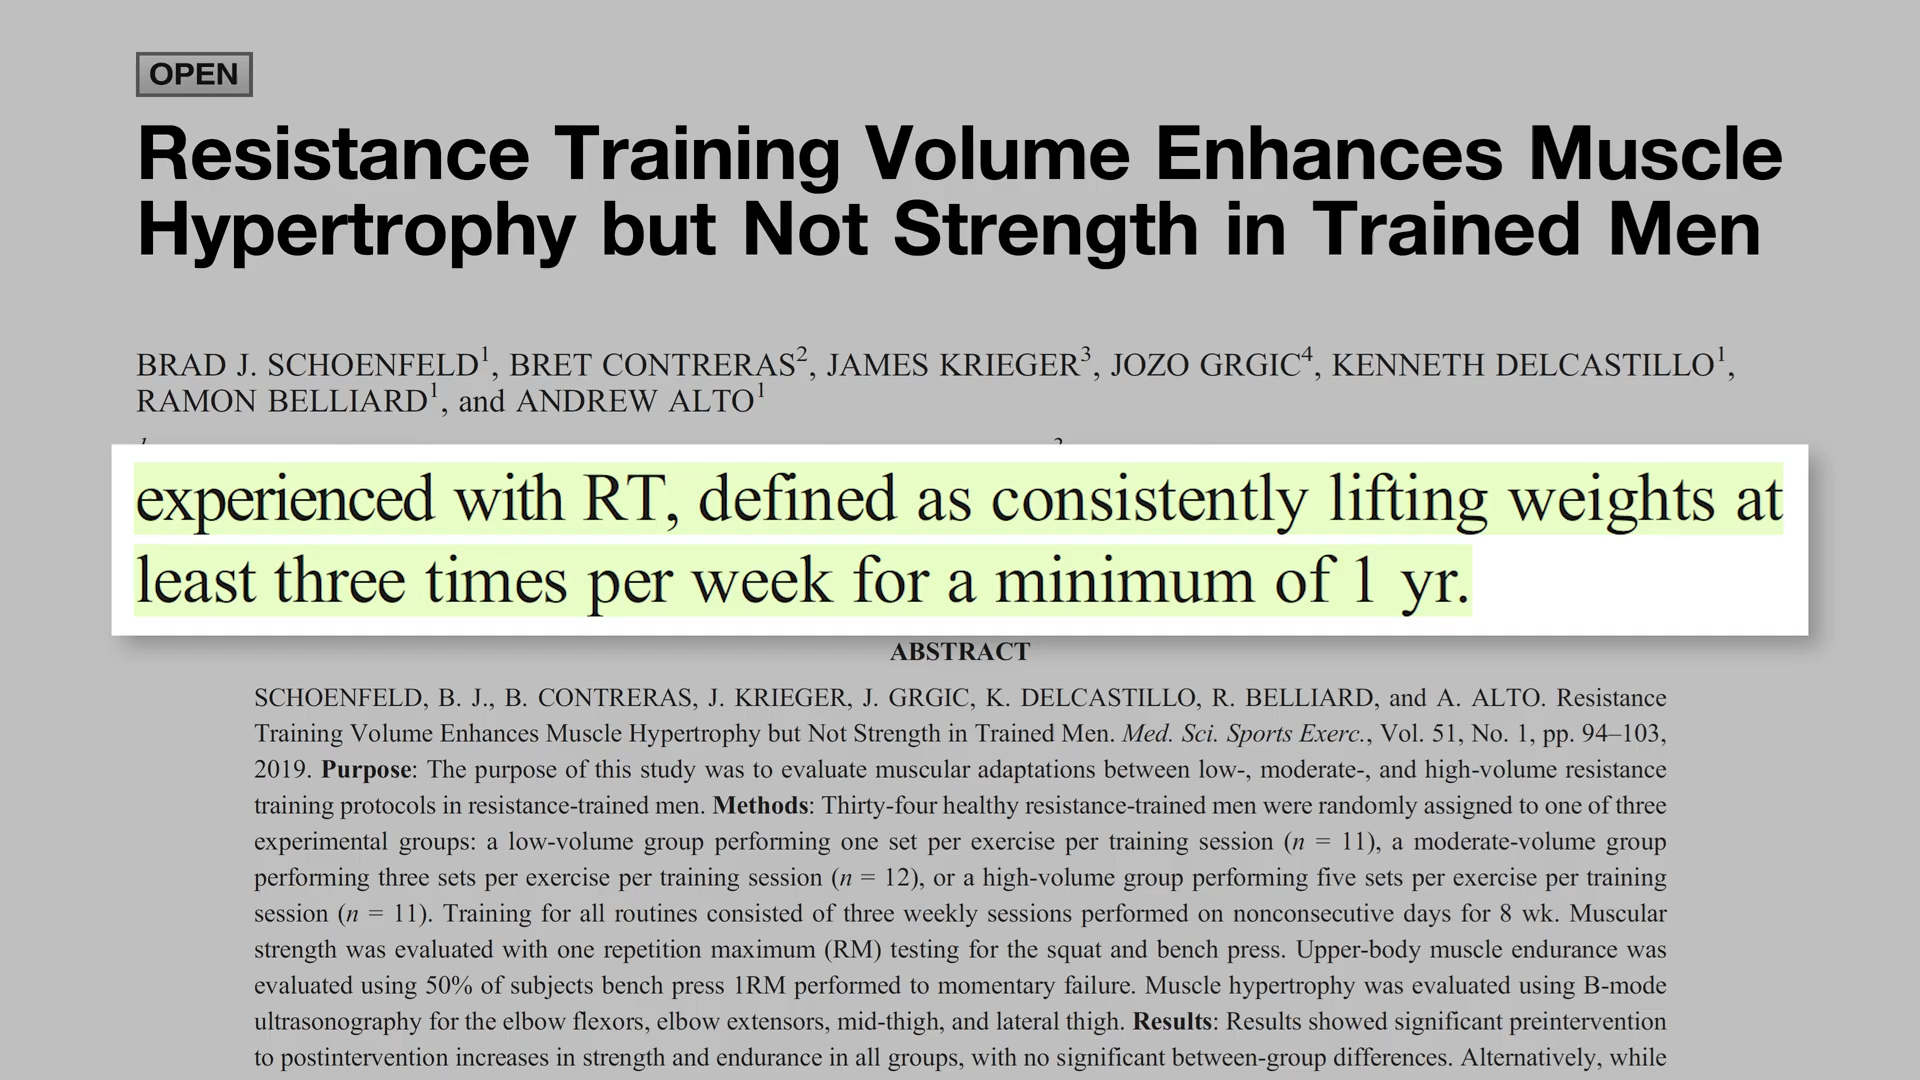 OPEN
Resistance Training Volume Enhances Muscle
Hypertrophy but Not Strength in Trained Men
BRAD J. SCHOENFELD1, BRET CONTRERAS2, JAMES KRIEGER3, JOZO GRGIC4, KENNETH DELCASTILLO1,
RAMON BELLIARD1, and ANDREW ALTO1
experienced with RT, defined as consistently lifting weights at
least three times per week for a minimum of 1 yr.
ABSTRACT
SCHOENFELD, B. J., B. CONTRERAS, J. KRIEGER, J. GRGIC, K. DELCASTILLO, R. BELLIARD, and A. ALTO. Resistance
Training Volume Enhances Muscle Hypertrophy but Not Strength in Trained Men. Med. Sci. Sports Exerc., Vol. 51, No. 1, pp. 94–103,
2019. Purpose: The purpose of this study was to evaluate muscular adaptations between low-, moderate-, and high-volume resistance
training protocols in resistance-trained men. Methods: Thirty-four healthy resistance-trained men were randomly assigned to one of three
experimental groups: a low-volume group performing one set per exercise per training session (n = 11), a moderate-volume group
performing three sets per exercise per training session (n = 12), or a high-volume group performing five sets per exercise per training
session (n = 11). Training for all routines consisted of three weekly sessions performed on nonconsecutive days for 8 wk. Muscular
strength was evaluated with one repetition maximum (RM) testing for the squat and bench press. Upper-body muscle endurance was
evaluated using 50% of subjects bench press 1RM performed to momentary failure. Muscle hypertrophy was evaluated using B-mode
ultrasonography for the elbow flexors, elbow extensors, mid-thigh, and lateral thigh. Results: Results showed significant preintervention
to postintervention increases in strength and endurance in all groups, with no significant between-group differences. Alternatively, while